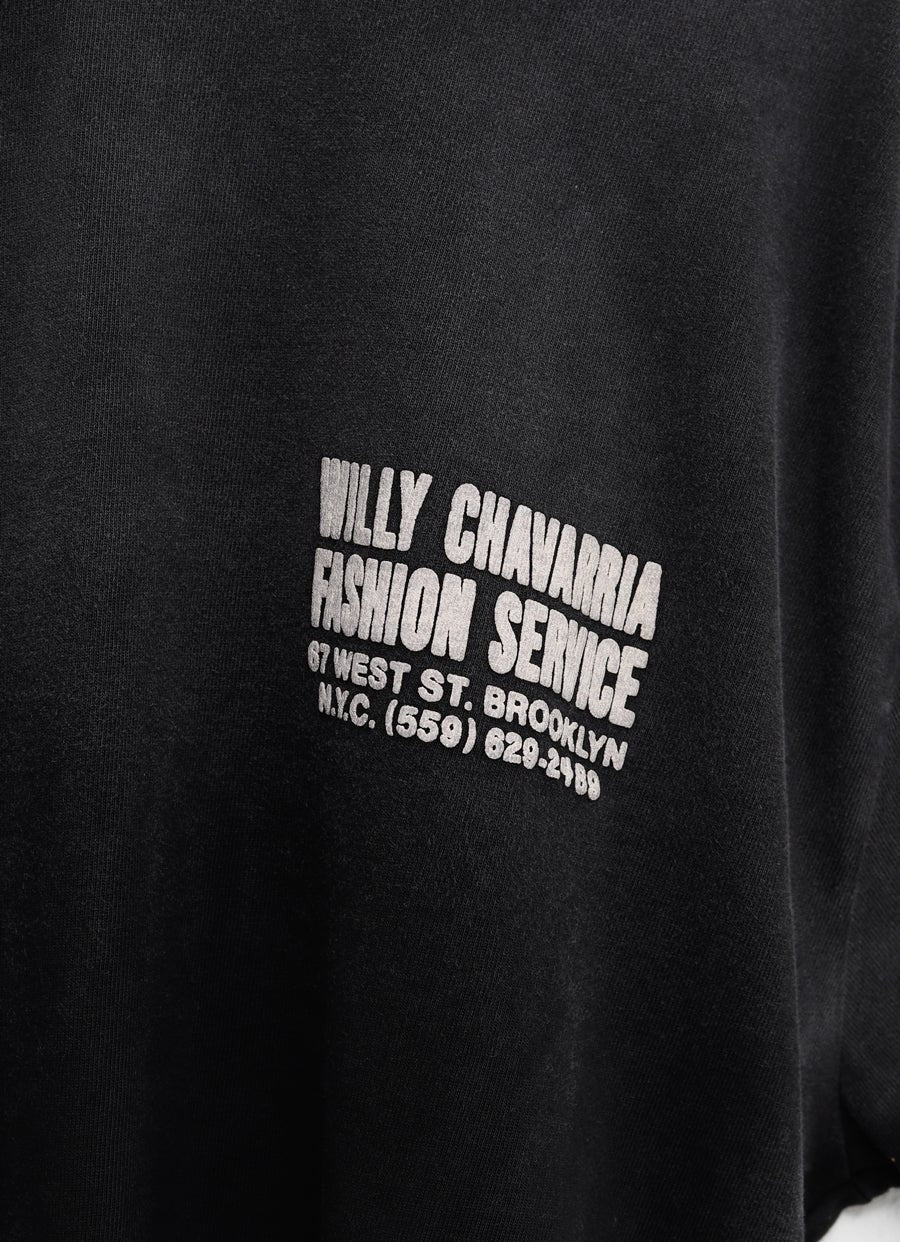 WILLY CHAVARRIA
FASHION SERVICE
67 WEST ST. BROOKLYN
N.Y.C. (559) 629-2489